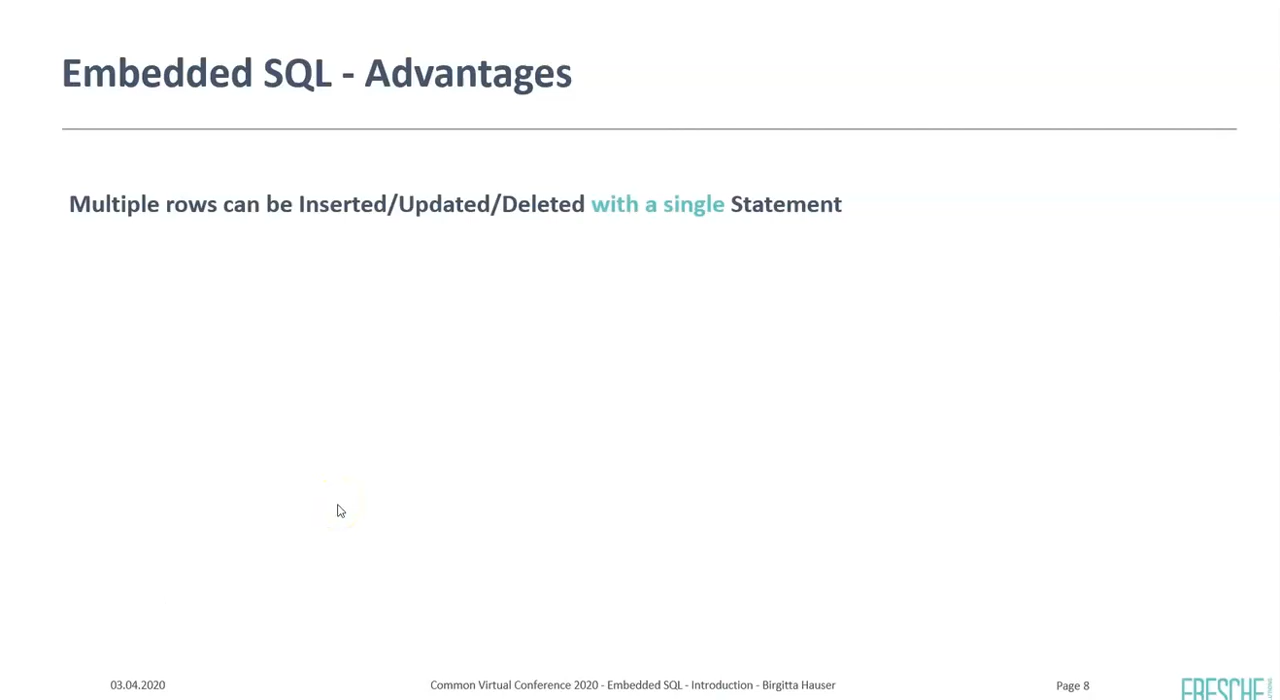 Embedded SQL - Advantages
Multiple rows can be Inserted/Updated/Deleted with a single Statement
03.04.2020
Common Virtual Conference 2020 - Embedded SQL - Introduction - Birgitta Hauser
Page 8
FRESCHE